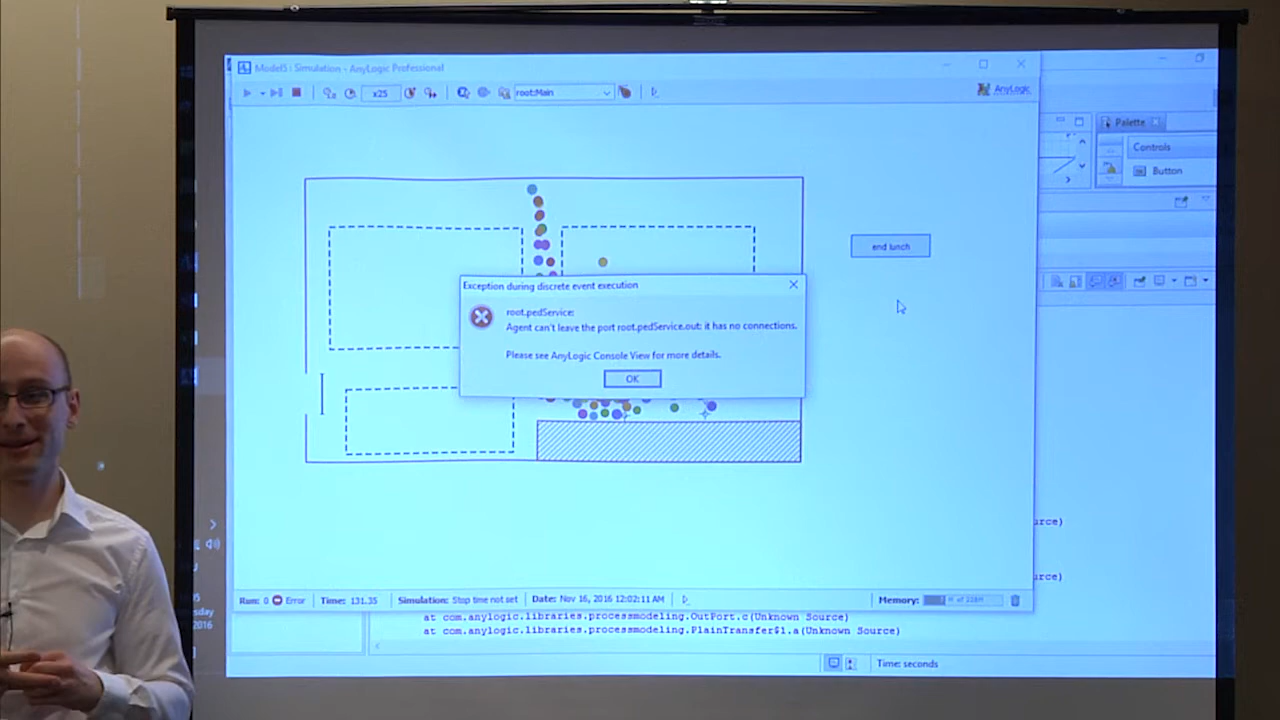 Model5 : Simulation - AnyLogic Professional
x25
root:Main
AnyLogic
Palette
Controls
Button
end lunch
Exception during discrete event execution
root.pedService:
Agent can't leave the port root.pedService.out: it has no connections.
Please see AnyLogic Console View for more details.
OK
urce)
urce)
Run: 0 Error Time: 131.35 Simulation: Stop time not set Date: Nov 16, 2016 12:02:11 AM Memory:
sday
2016
at com.anylogic.libraries.processmodeling.OutPort.c(Unknown Source)
at com.anylogic.libraries.processmodeling.PlainTransfer$1.a(Unknown Source)
Time: seconds